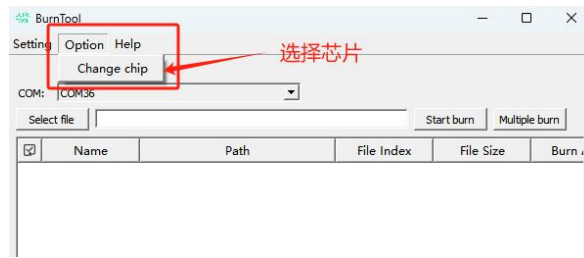 BurnTool
Setting Option Help
Change chip
选择芯片
COM: COM36
Select file Start burn Multiple burn
Name Path File Index File Size Burn